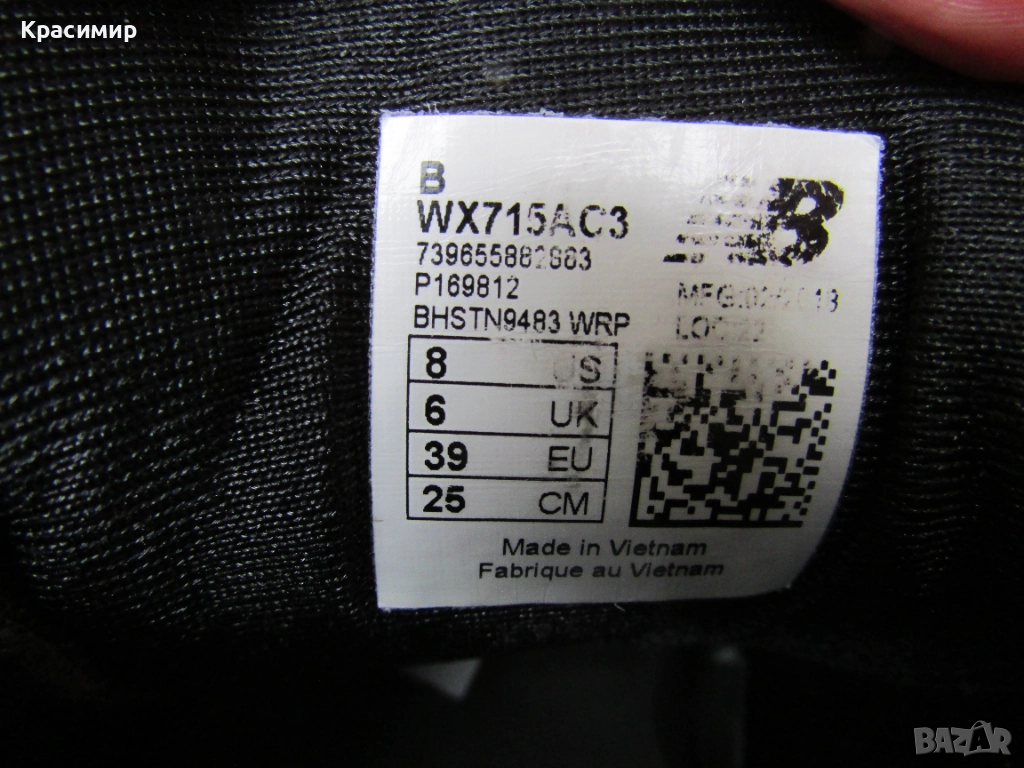 Красимир
B
WX715AC3
P169812
BHSTN9483 WRP
8 US
6 UK
39 EU
25 CM
Made in Vietnam
Fabrique au Vietnam
BAZAR